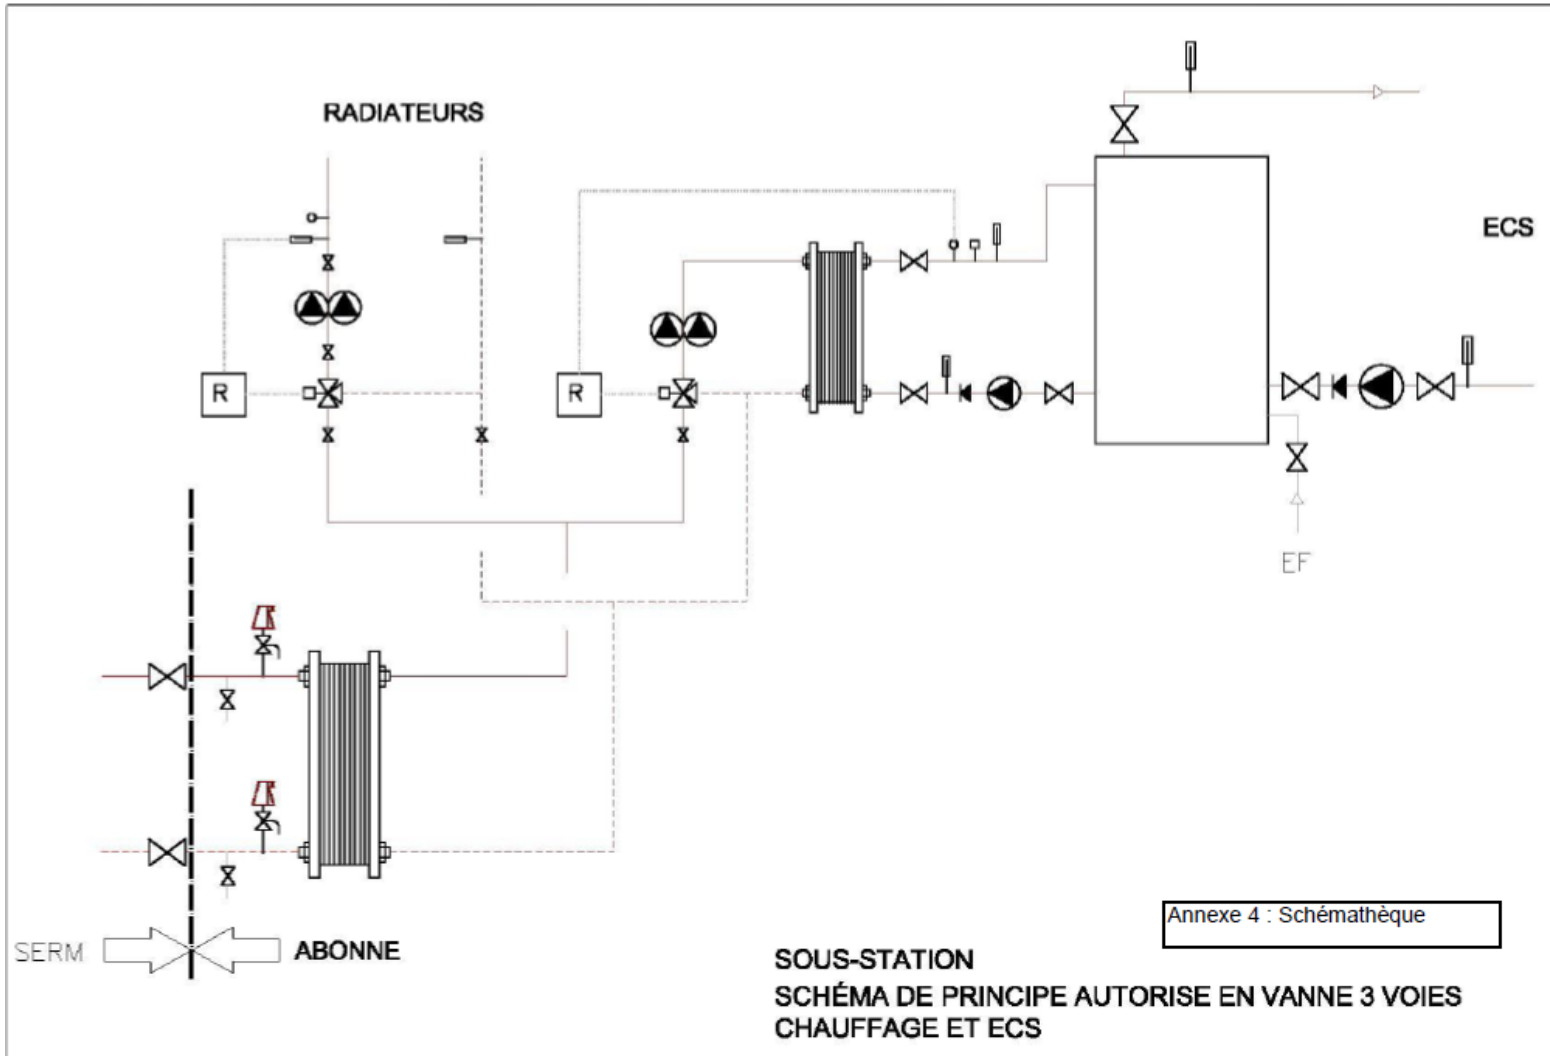 RADIATEURS
ECS
R
R
EF
SERM
ABONNE
Annexe 4 : Schémathèque
SOUS-STATION
SCHÉMA DE PRINCIPE AUTORISE EN VANNE 3 VOIES
CHAUFFAGE ET ECS